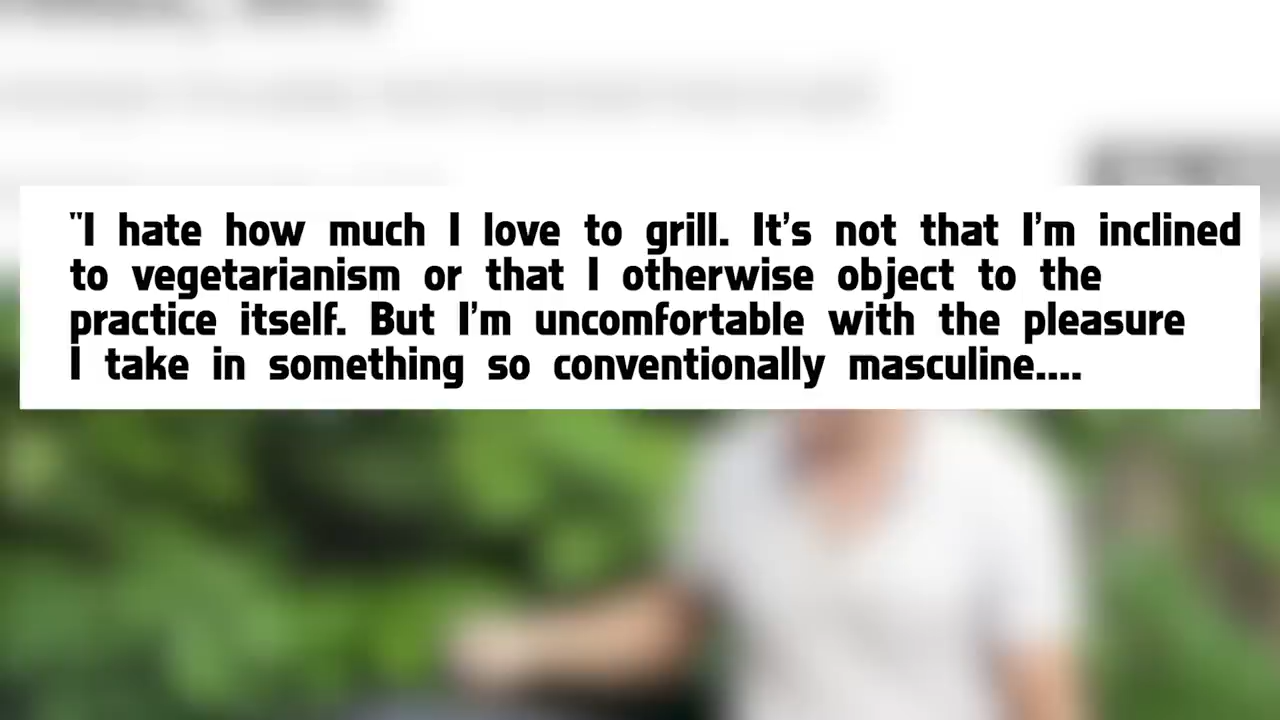 "I hate how much I love to grill. It's not that I'm inclined
to vegetarianism or that I otherwise object to the
practice itself. But I'm uncomfortable with the pleasure
I take in something so conventionally masculine....